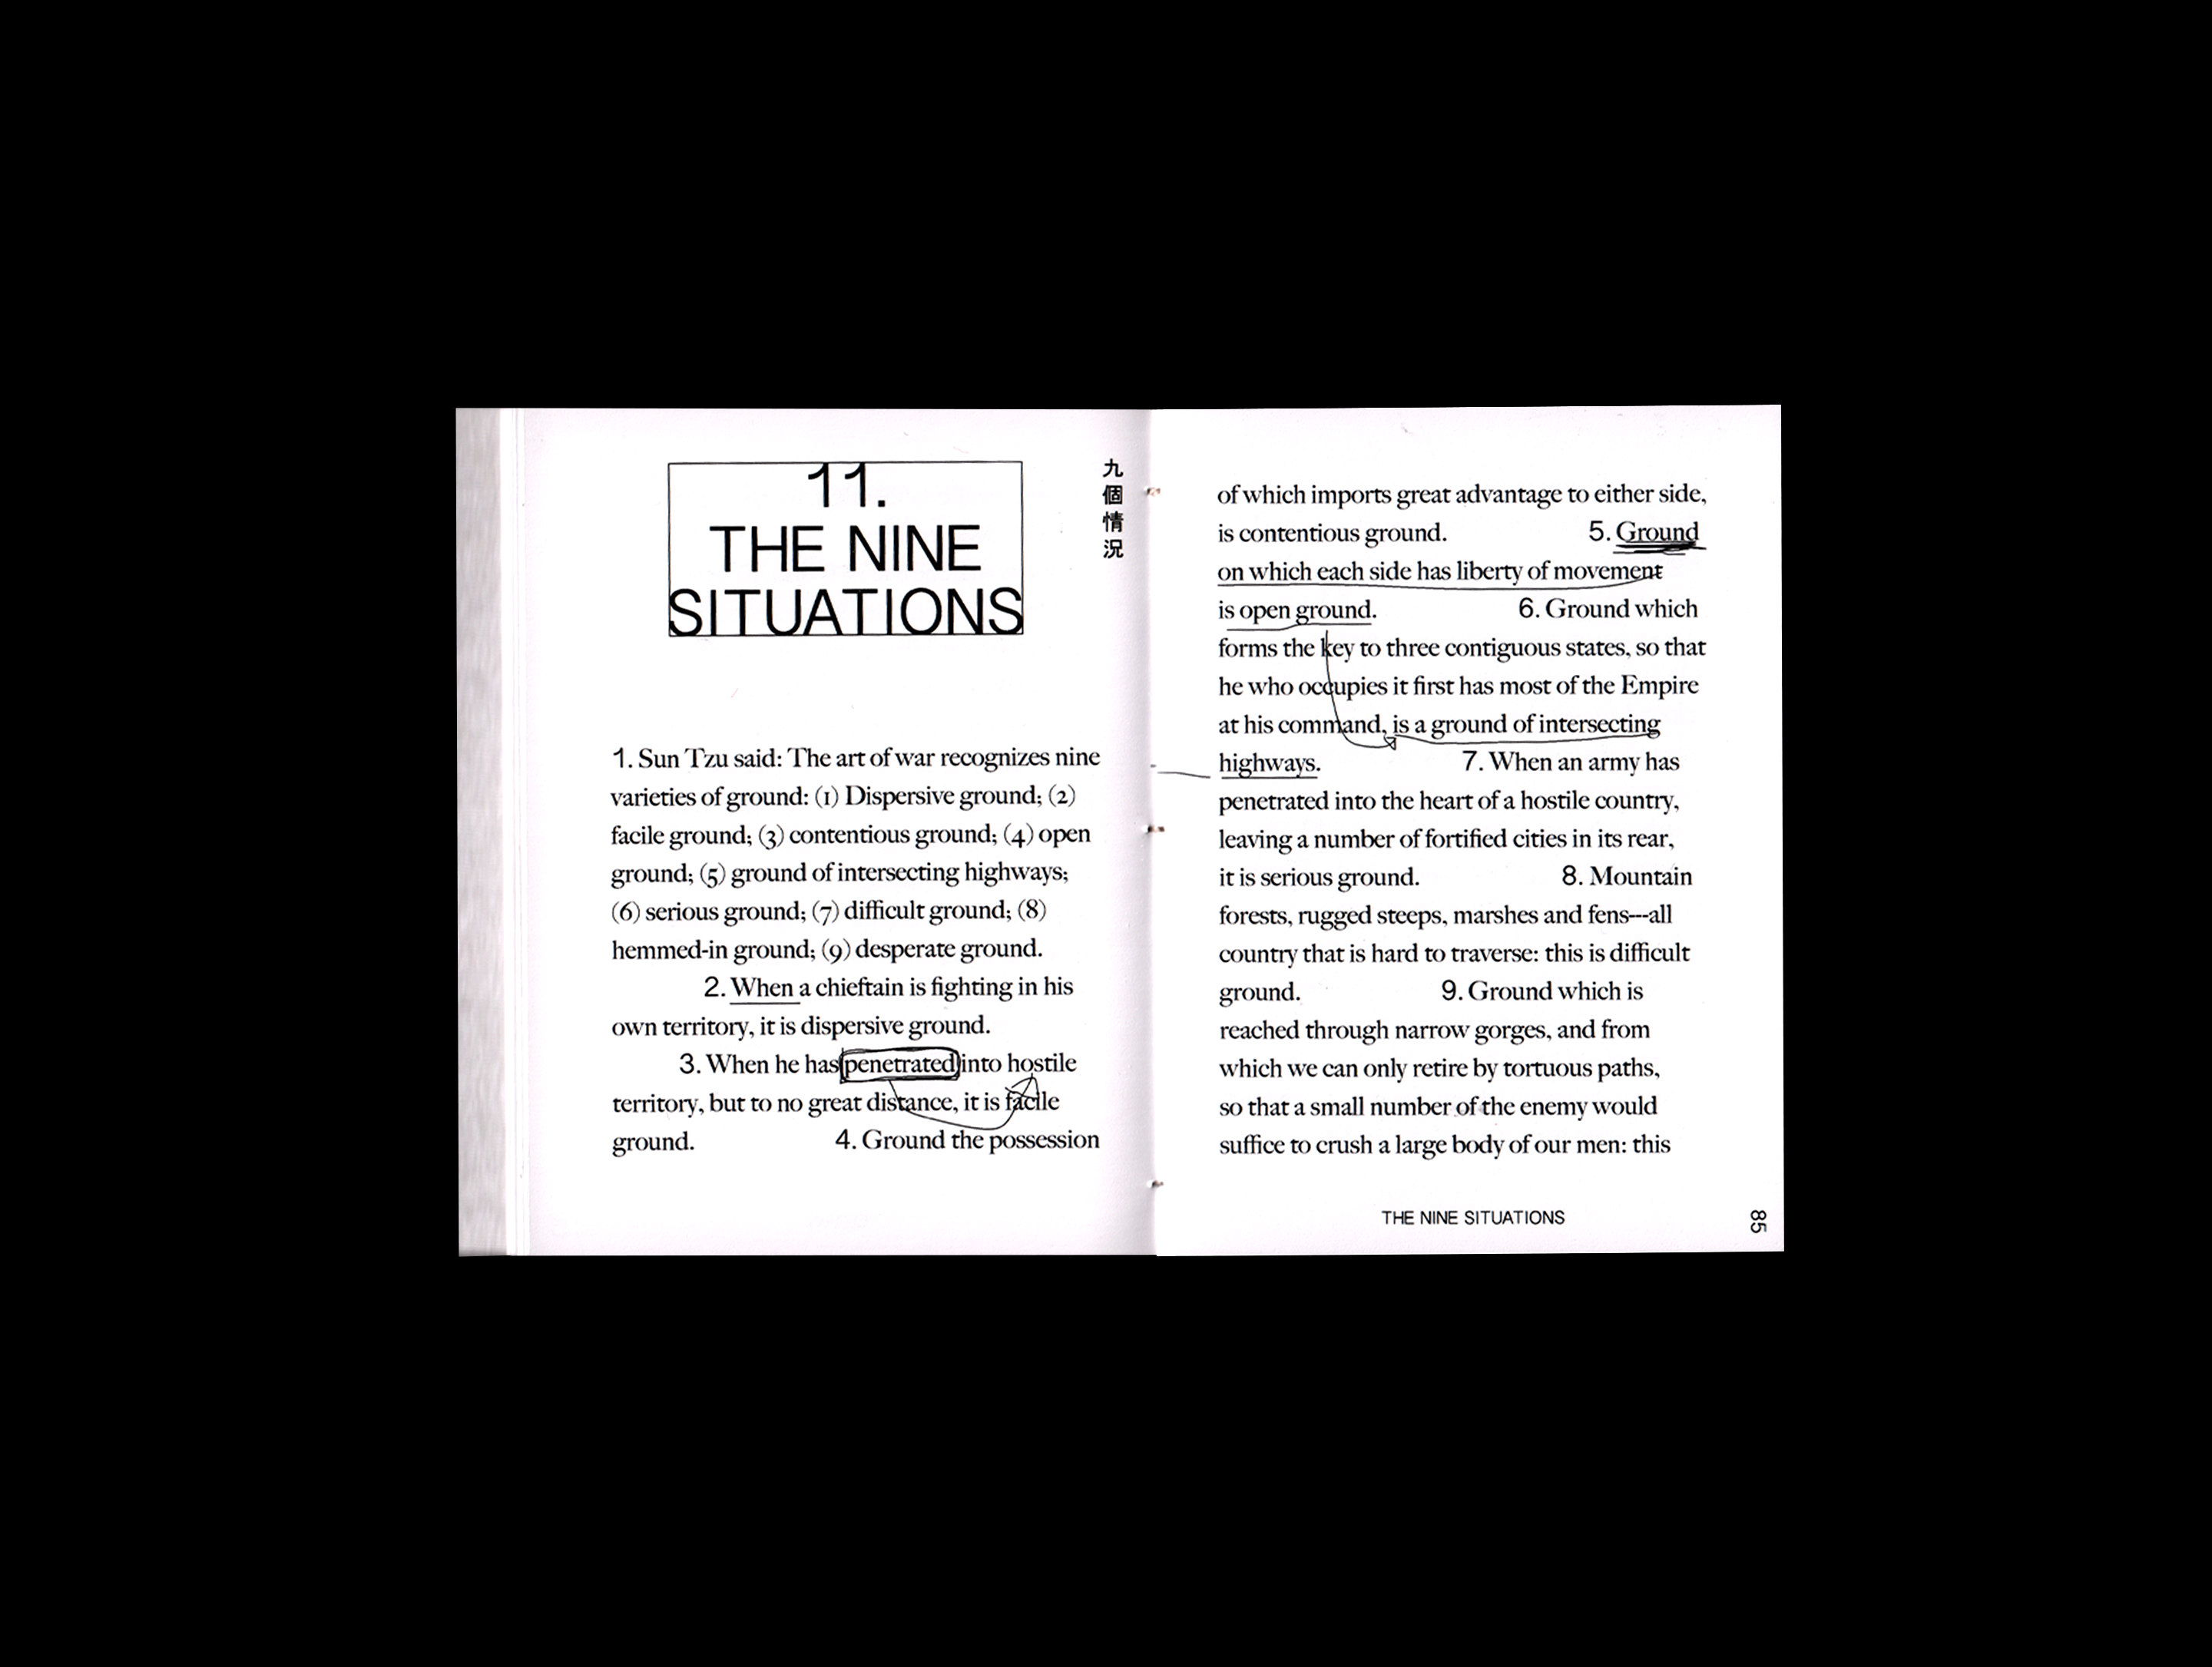 11.
THE NINE
SITUATIONS
九個情況
1. Sun Tzu said: The art of war recognizes nine
varieties of ground: (1) Dispersive ground; (2)
facile ground; (3) contentious ground; (4) open
ground; (5) ground of intersecting highways;
(6) serious ground; (7) difficult ground; (8)
hemmed-in ground; (9) desperate ground.
2. When a chieftain is fighting in his
own territory, it is dispersive ground.
3. When he has penetrated into hostile
territory, but to no great distance, it is facile
ground. 4. Ground the possession
of which imports great advantage to either side,
is contentious ground. 5. Ground
on which each side has liberty of movement
is open ground. 6. Ground which
forms the key to three contiguous states, so that
he who occupies it first has most of the Empire
at his command, is a ground of intersecting
highways. 7. When an army has
penetrated into the heart of a hostile country,
leaving a number of fortified cities in its rear,
it is serious ground. 8. Mountain
forests, rugged steeps, marshes and fens---all
country that is hard to traverse: this is difficult
ground. 9. Ground which is
reached through narrow gorges, and from
which we can only retire by tortuous paths,
so that a small number of the enemy would
suffice to crush a large body of our men: this
THE NINE SITUATIONS
85